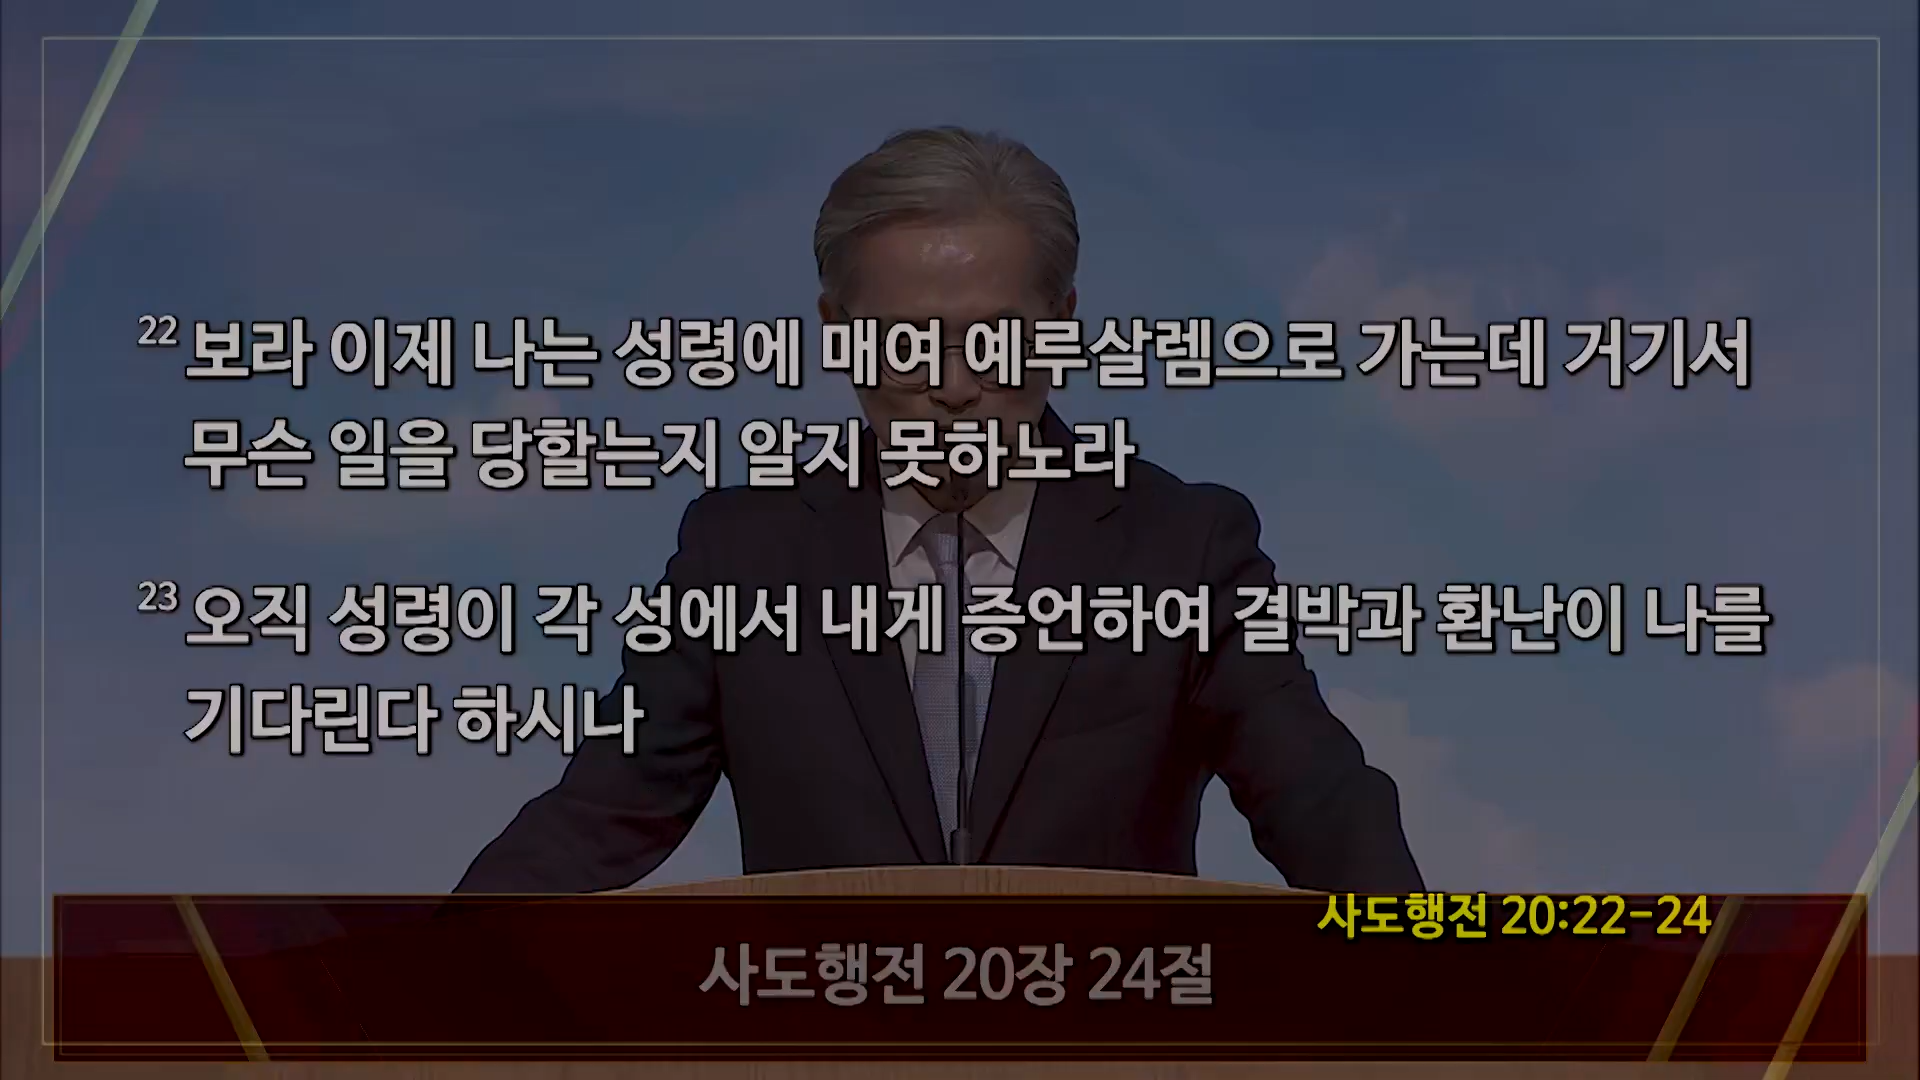 22 보라 이제 나는 성령에 매여 예루살렘으로 가는데 거기서
무슨 일을 당할는지 알지 못하노라
23 오직 성령이 각 성에서 내게 증언하여 결박과 환난이 나를
기다린다 하시나
사도행전 20:22-24
사도행전 20장 24절